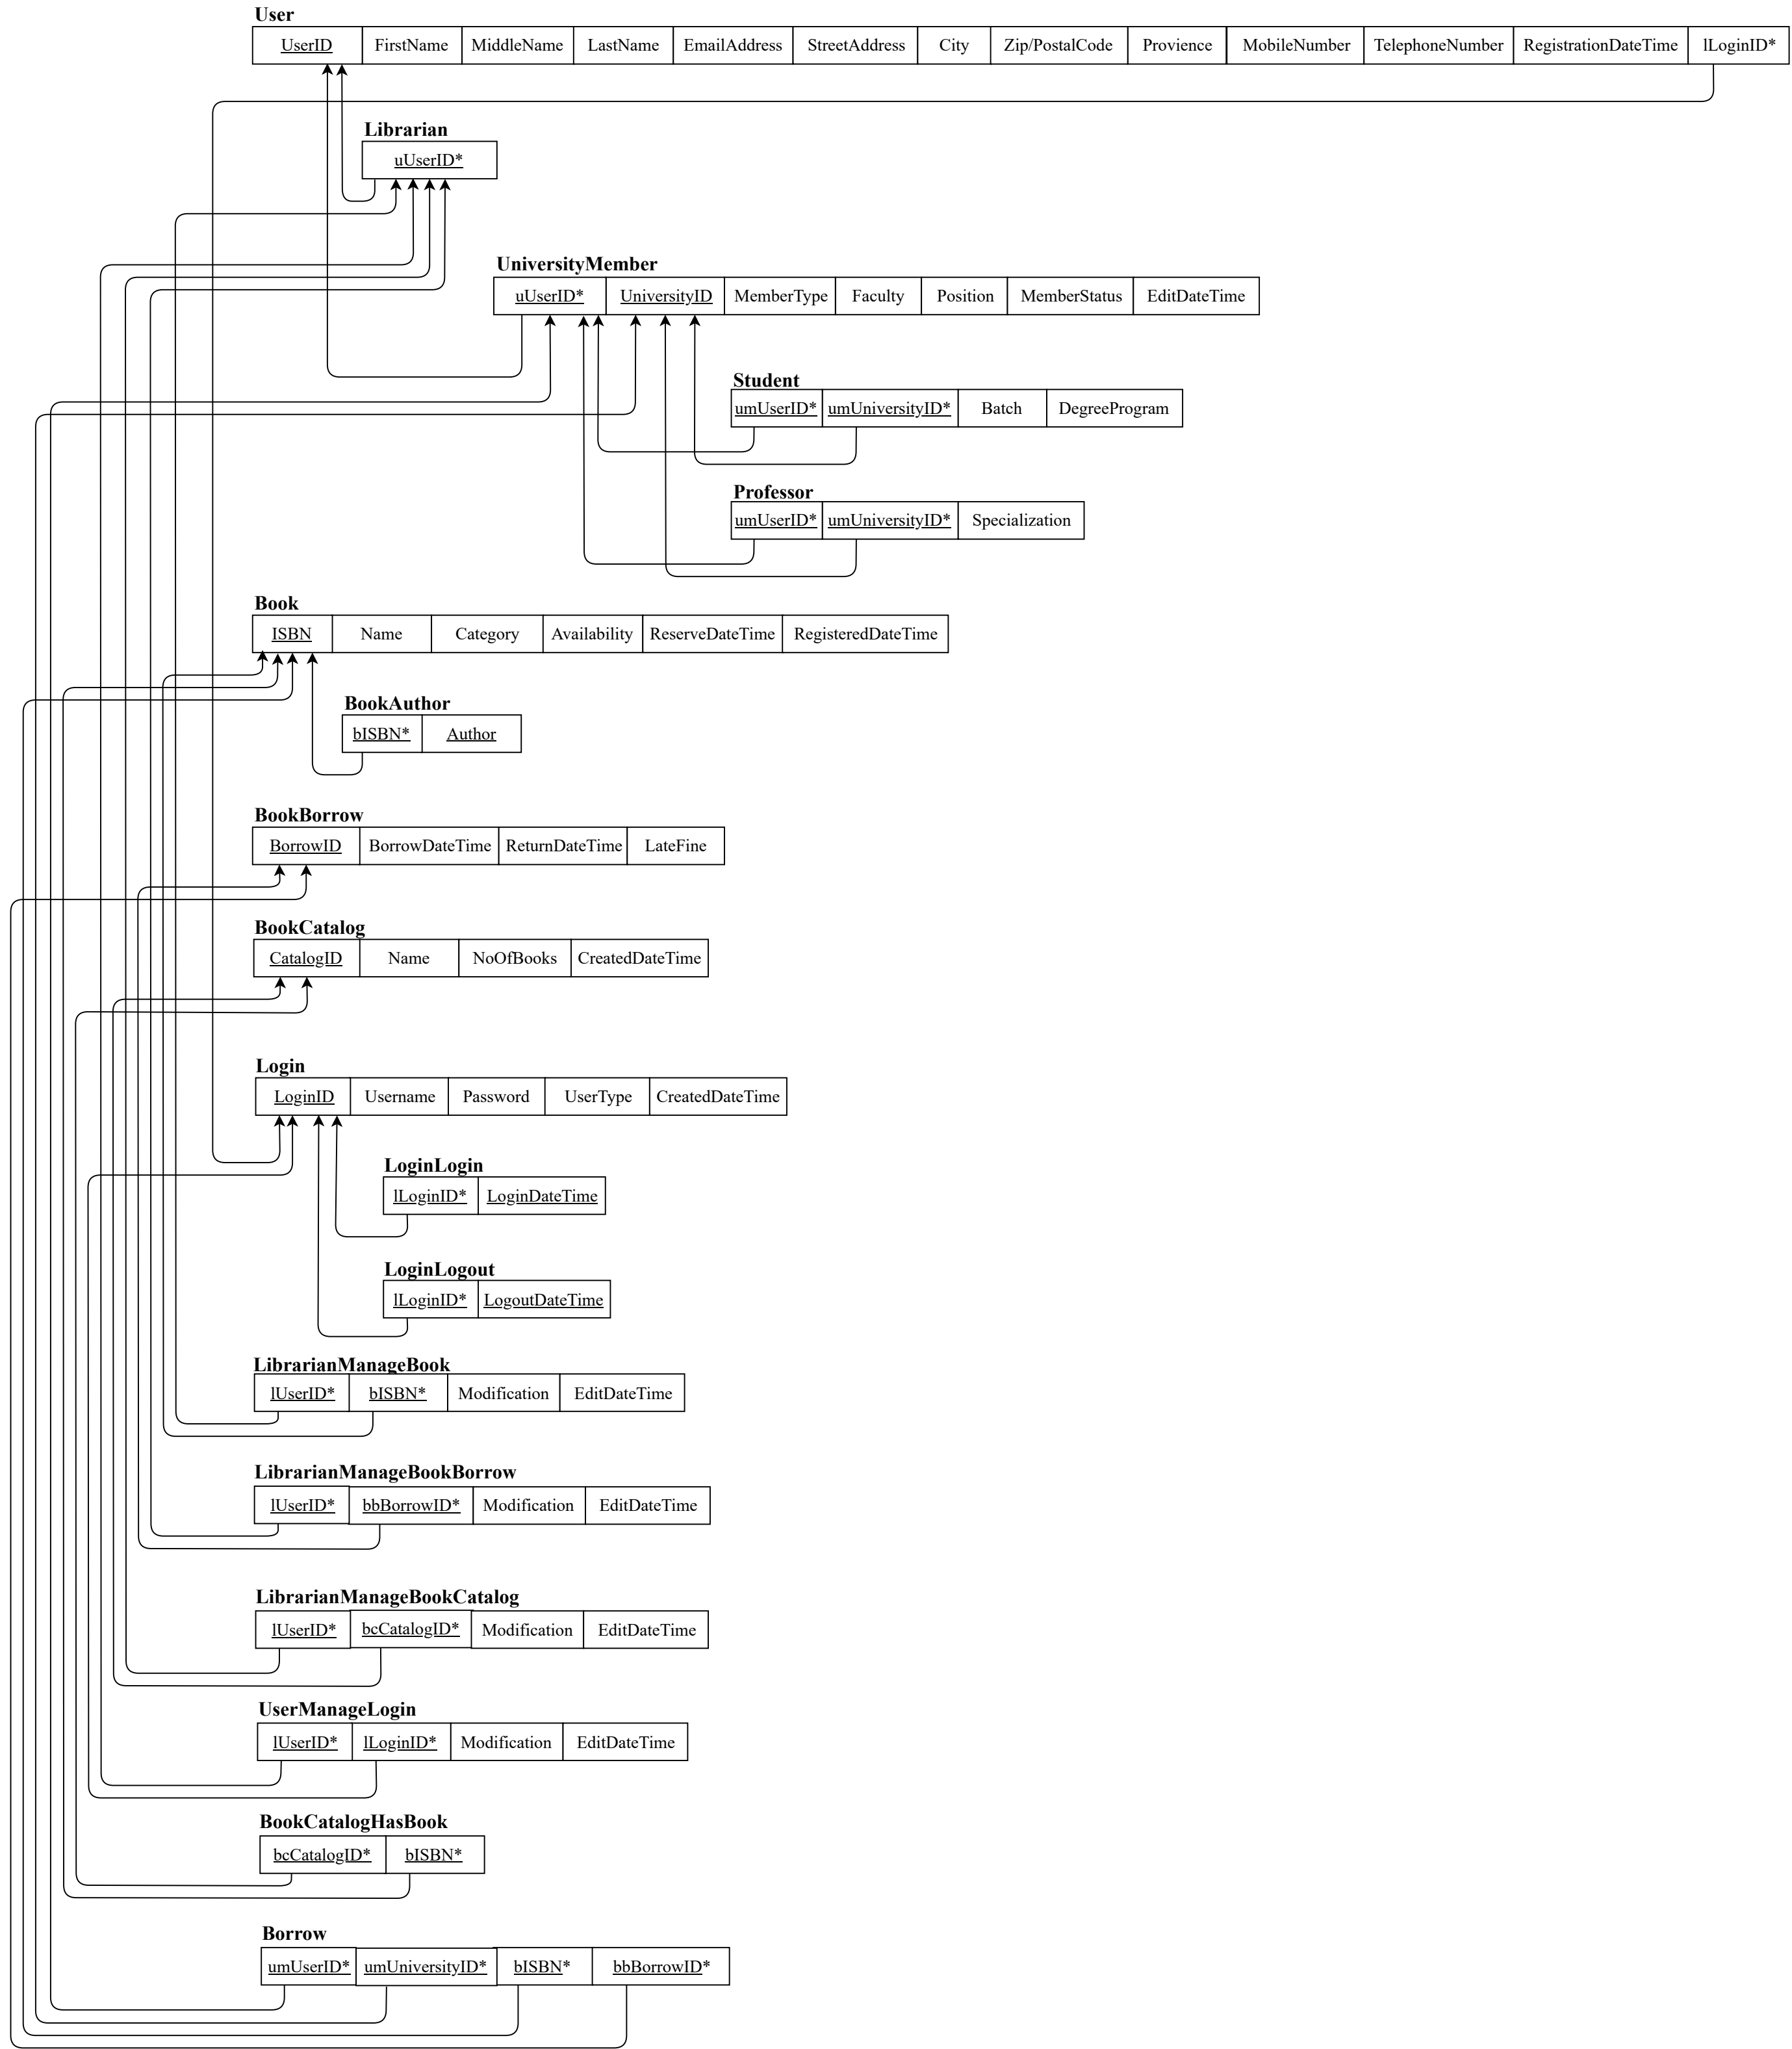 User
UserID FirstName MiddleName LastName EmailAddress StreetAddress City Zip/PostalCode Provience MobileNumber TelephoneNumber RegistrationDateTime lLoginID*
Librarian
uUserID*
UniversityMember
uUserID* UniversityID MemberType Faculty Position MemberStatus EditDateTime
Student
umUserID* umUniversityID* Batch DegreeProgram
Professor
umUserID* umUniversityID* Specialization
Book
ISBN Name Category Availability ReserveDateTime RegisteredDateTime
BookAuthor
bISBN* Author
BookBorrow
BorrowID BorrowDateTime ReturnDateTime LateFine
BookCatalog
CatalogID Name NoOfBooks CreatedDateTime
Login
LoginID Username Password UserType CreatedDateTime
LoginLogin
lLoginID* LoginDateTime
LoginLogout
lLoginID* LogoutDateTime
LibrarianManageBook
lUserID* bISBN* Modification EditDateTime
LibrarianManageBookBorrow
lUserID* bbBorrowID* Modification EditDateTime
LibrarianManageBookCatalog
lUserID* bcCatalogID* Modification EditDateTime
UserManageLogin
lUserID* lLoginID* Modification EditDateTime
BookCatalogHasBook
bcCatalogID* bISBN*
Borrow
umUserID* umUniversityID* bISBN* bbBorrowID*